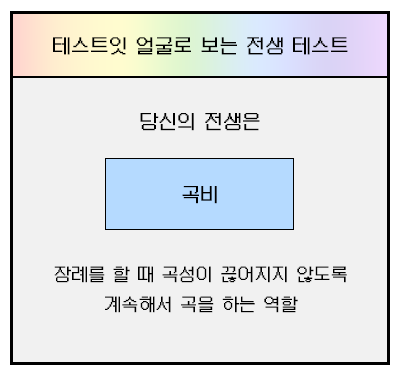 테스트잇 얼굴로 보는 전생 테스트
당신의 전생은
곡비
장례를 할 때 곡성이 끊어지지 않도록
계속해서 곡을 하는 역할